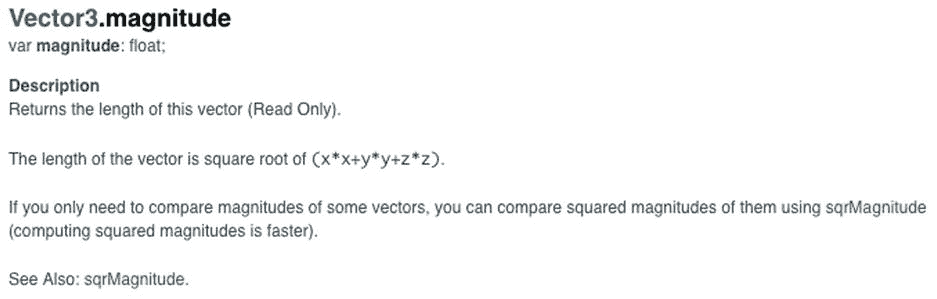 Vector3.magnitude
var magnitude: float;
Description
Returns the length of this vector (Read Only).
The length of the vector is square root of (x*x+y*y+z*z).
If you only need to compare magnitudes of some vectors, you can compare squared magnitudes of them using sqrMagnitude
(computing squared magnitudes is faster).
See Also: sqrMagnitude.